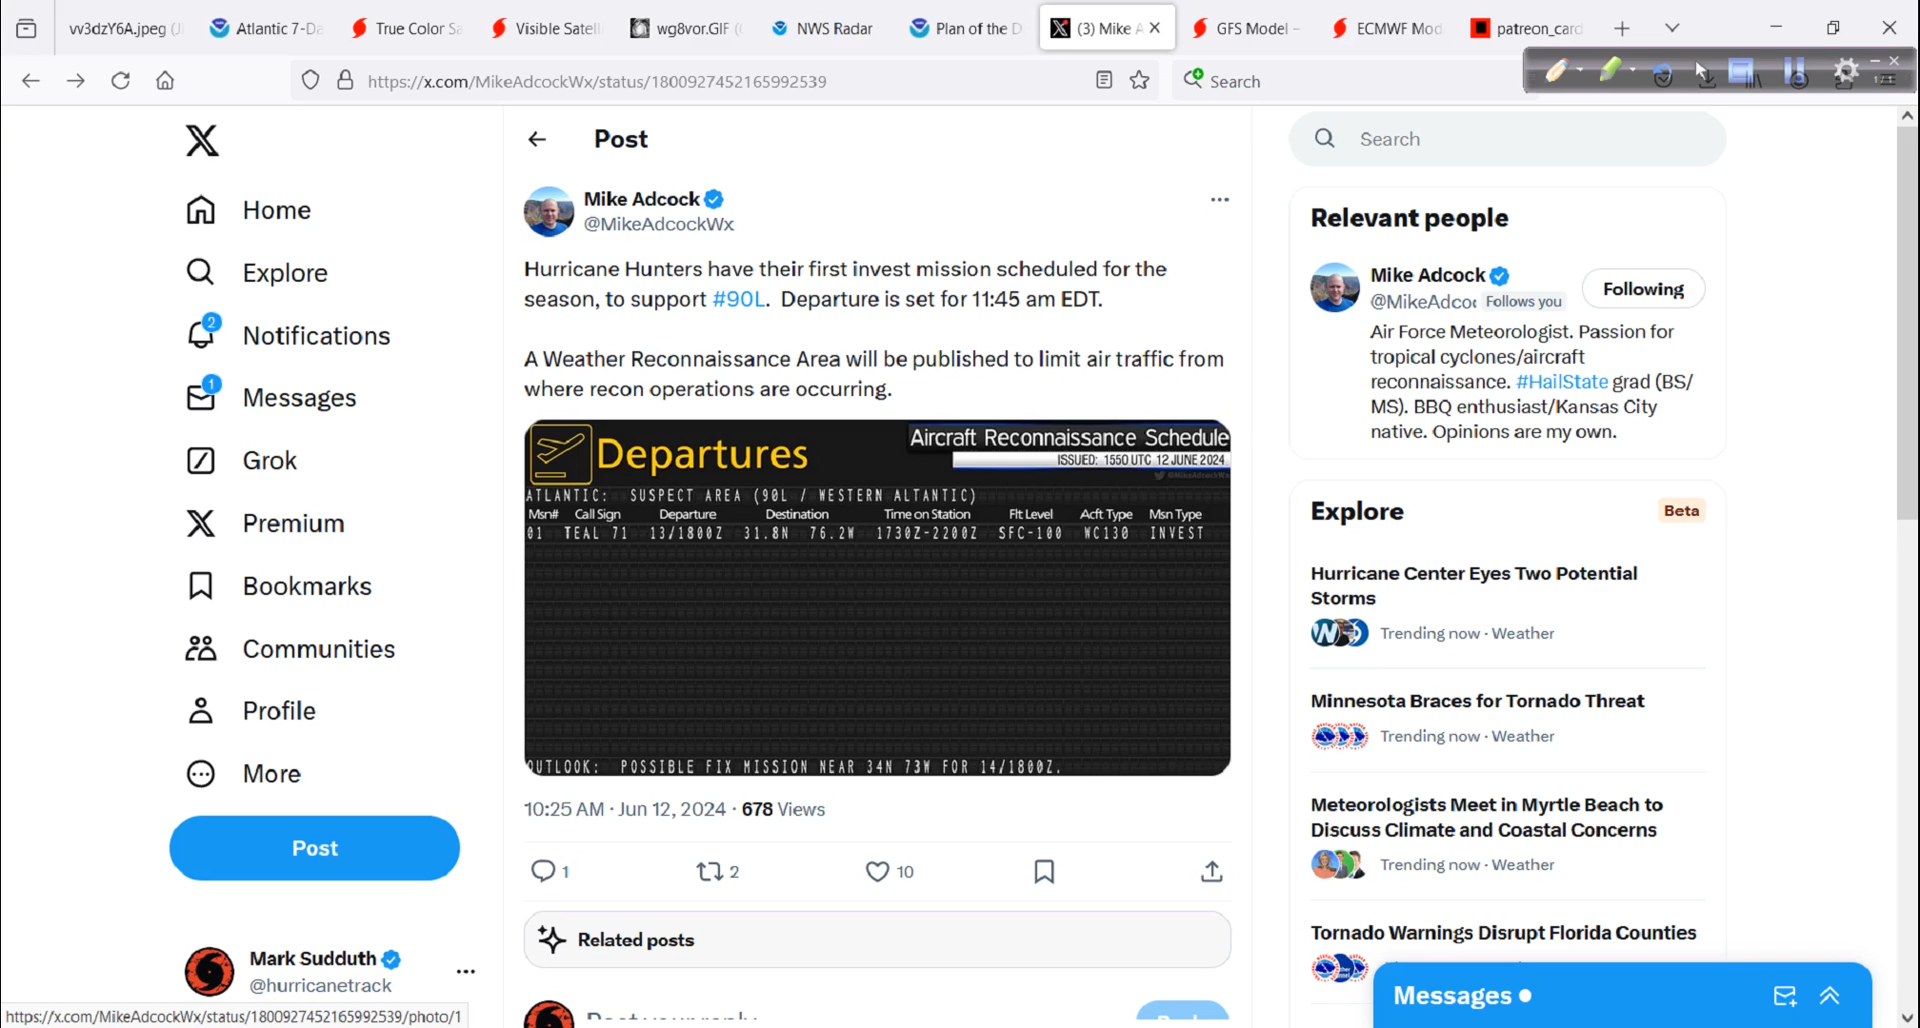 vv3dzY6A.jpeg (JI
Atlantic 7-Da
True Color Sa
Visible Satelli
wg8vor.GIF (
NWS Radar
Plan of the D
(3) Mike A
GFS Model –
ECMWF Mod
patreon_card
https://x.com/MikeAdcockWx/status/1800927452165992539
Search
Home
Explore
Notifications
2
Messages
1
Grok
Premium
Bookmarks
Communities
Profile
More
Post
Mark Sudduth
@hurricanetrack
https://x.com/MikeAdcockWx/status/1800927452165992539/photo/1
Post
Mike Adcock
@MikeAdcockWx
Hurricane Hunters have their first invest mission scheduled for the
season, to support #90L. Departure is set for 11:45 am EDT.
A Weather Reconnaissance Area will be published to limit air traffic from
where recon operations are occurring.
Departures
Aircraft Reconnaissance Schedule
ISSUED: 1550 UTC 12 JUNE 2024
@MikeAdcockWx
ATLANTIC: SUSPECT AREA (90L / WESTERN ALTANTIC)
Msn# Call Sign Departure Destination Time on Station Flt Level Acft Type Msn Type
01 TEAL 71 13/1800Z 31.8N 76.2W 1730Z-2200Z SFC-100 WC130 INVEST
OUTLOOK: POSSIBLE FIX MISSION NEAR 34N 73W FOR 14/1800Z.
10:25 AM · Jun 12, 2024 · 678 Views
1 2 10
Related posts
Post your reply
Search
Relevant people
Mike Adcock
@MikeAdcoc Follows you
Following
Air Force Meteorologist. Passion for
tropical cyclones/aircraft
reconnaissance. #HailState grad (BS/
MS). BBQ enthusiast/Kansas City
native. Opinions are my own.
Explore
Beta
Hurricane Center Eyes Two Potential
Storms
Trending now · Weather
Minnesota Braces for Tornado Threat
Trending now · Weather
Meteorologists Meet in Myrtle Beach to
Discuss Climate and Coastal Concerns
Trending now · Weather
Tornado Warnings Disrupt Florida Counties
Messages